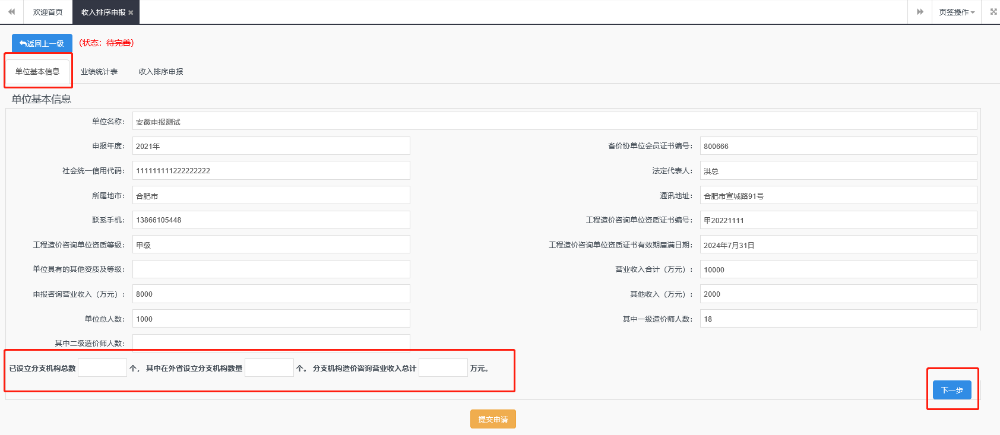 欢迎首页 收入排序申报 页签操作
返回上一级 (状态：待完善)
单位基本信息 业绩统计表 收入排序申报
单位基本信息
单位名称： 安徽申报测试
申报年度： 2021年 省价协单位会员证书编号： 800666
社会统一信用代码： 111111111222222222 法定代表人： 洪总
所属地市： 合肥市 通讯地址： 合肥市宣城路91号
联系手机： 13866105448 工程造价咨询单位资质证书编号： 甲20221111
工程造价咨询单位资质等级： 甲级 工程造价咨询单位资质证书有效期届满日期： 2024年7月31日
单位具有的其他资质及等级： 营业收入合计（万元）： 10000
申报咨询营业收入（万元）： 8000 其他收入（万元）： 2000
单位总人数： 1000 其中一级造价师人数： 18
其中二级造价师人数：
已设立分支机构总数 个， 其中在外省设立分支机构数量 个。 分支机构造价咨询营业收入总计 万元。
下一步
提交申请